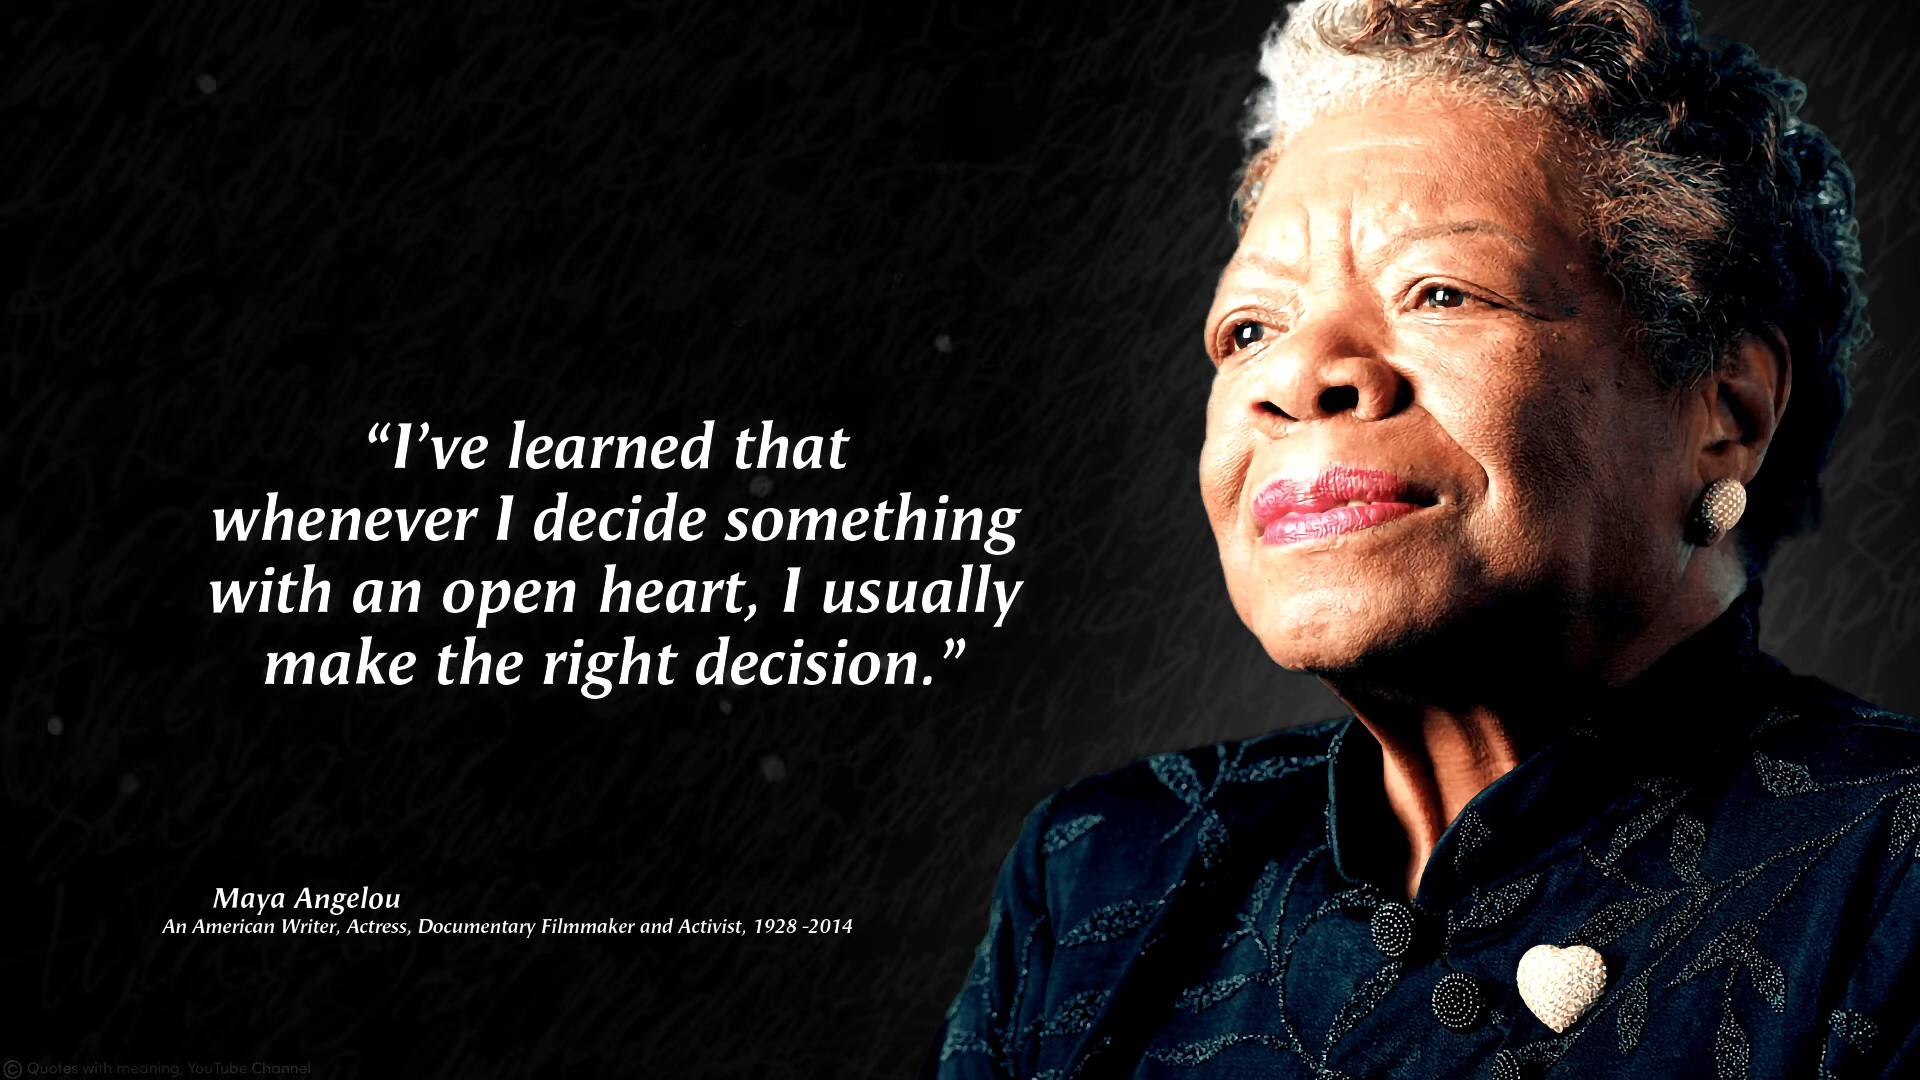 “I’ve learned that
whenever I decide something
with an open heart, I usually
make the right decision.”
Maya Angelou
An American Writer, Actress, Documentary Filmmaker and Activist, 1928 -2014
© Quotes with meaning, YouTube Channel